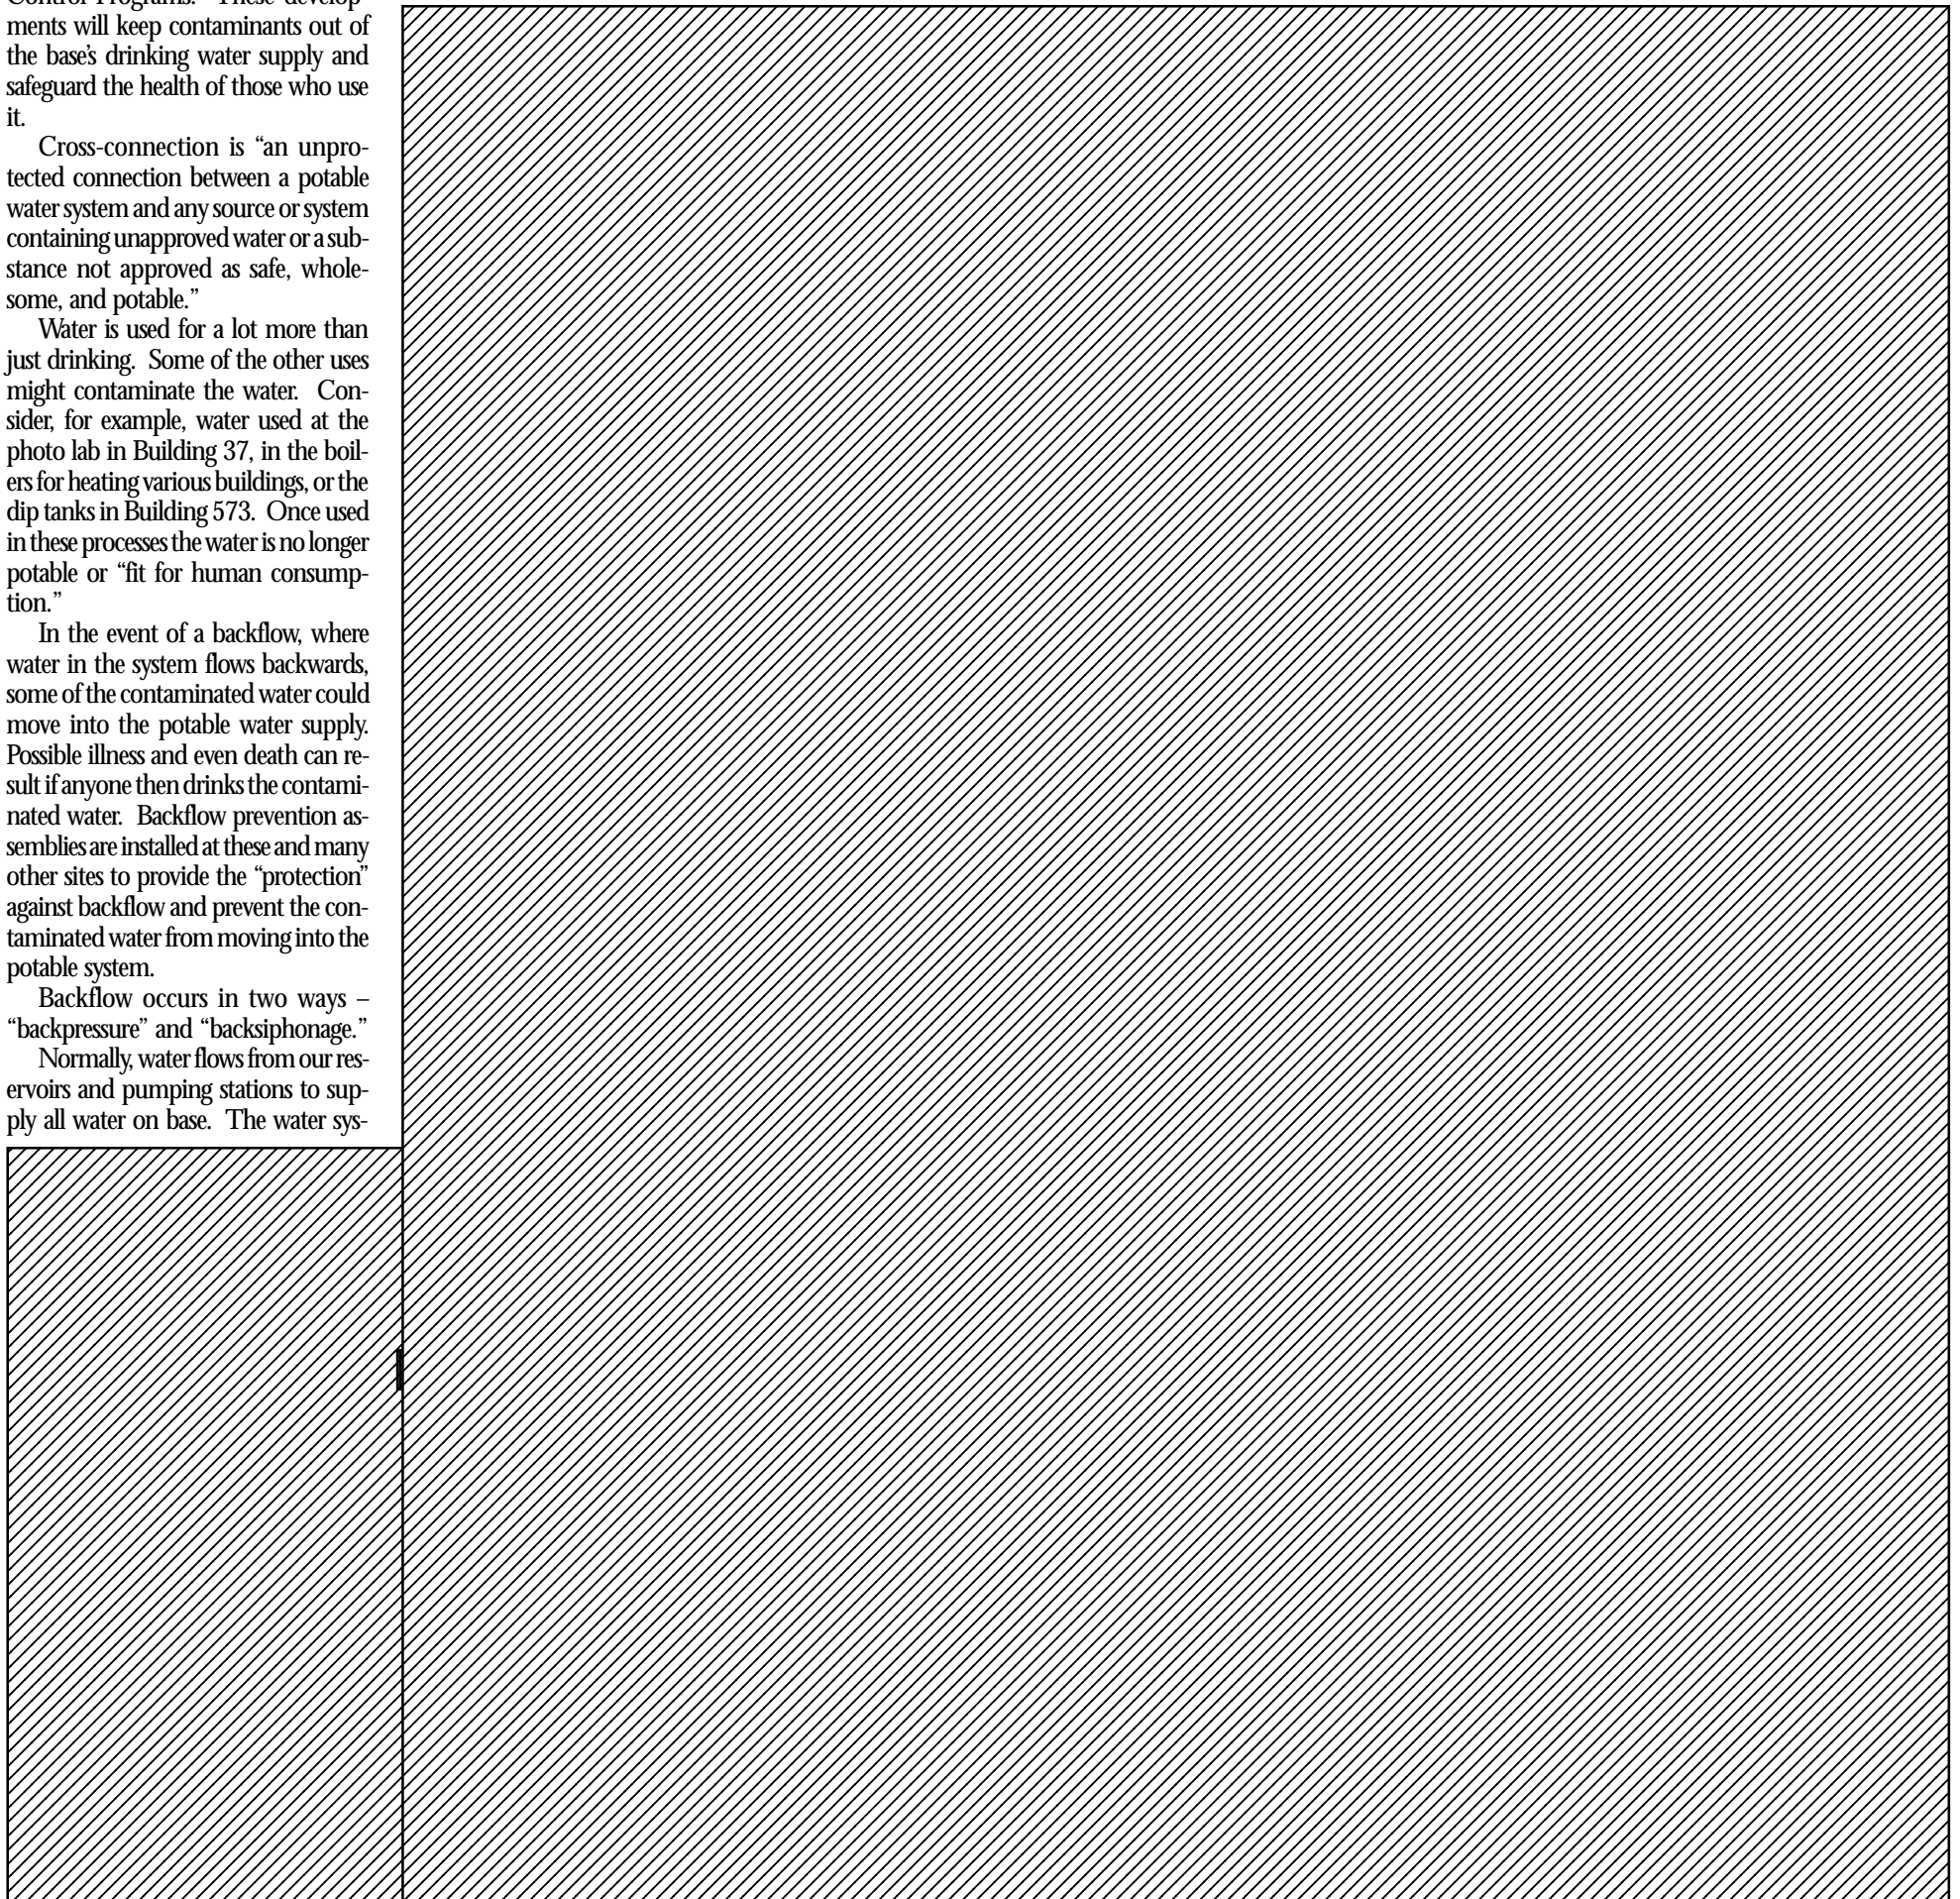 Control Programs. These develop-
ments will keep contaminants out of
the base's drinking water supply and
safeguard the health of those who use
it.
Cross-connection is “an unpro-
tected connection between a potable
water system and any source or system
containing unapproved water or a sub-
stance not approved as safe, whole-
some, and potable.”
Water is used for a lot more than
just drinking. Some of the other uses
might contaminate the water. Con-
sider, for example, water used at the
photo lab in Building 37, in the boil-
ers for heating various buildings, or the
dip tanks in Building 573. Once used
in these processes the water is no longer
potable or “fit for human consump-
tion.”
In the event of a backflow, where
water in the system flows backwards,
some of the contaminated water could
move into the potable water supply.
Possible illness and even death can re-
sult if anyone then drinks the contami-
nated water. Backflow prevention as-
semblies are installed at these and many
other sites to provide the “protection”
against backflow and prevent the con-
taminated water from moving into the
potable system.
Backflow occurs in two ways –
“backpressure” and “backsiphonage.”
Normally, water flows from our res-
ervoirs and pumping stations to sup-
ply all water on base. The water sys-